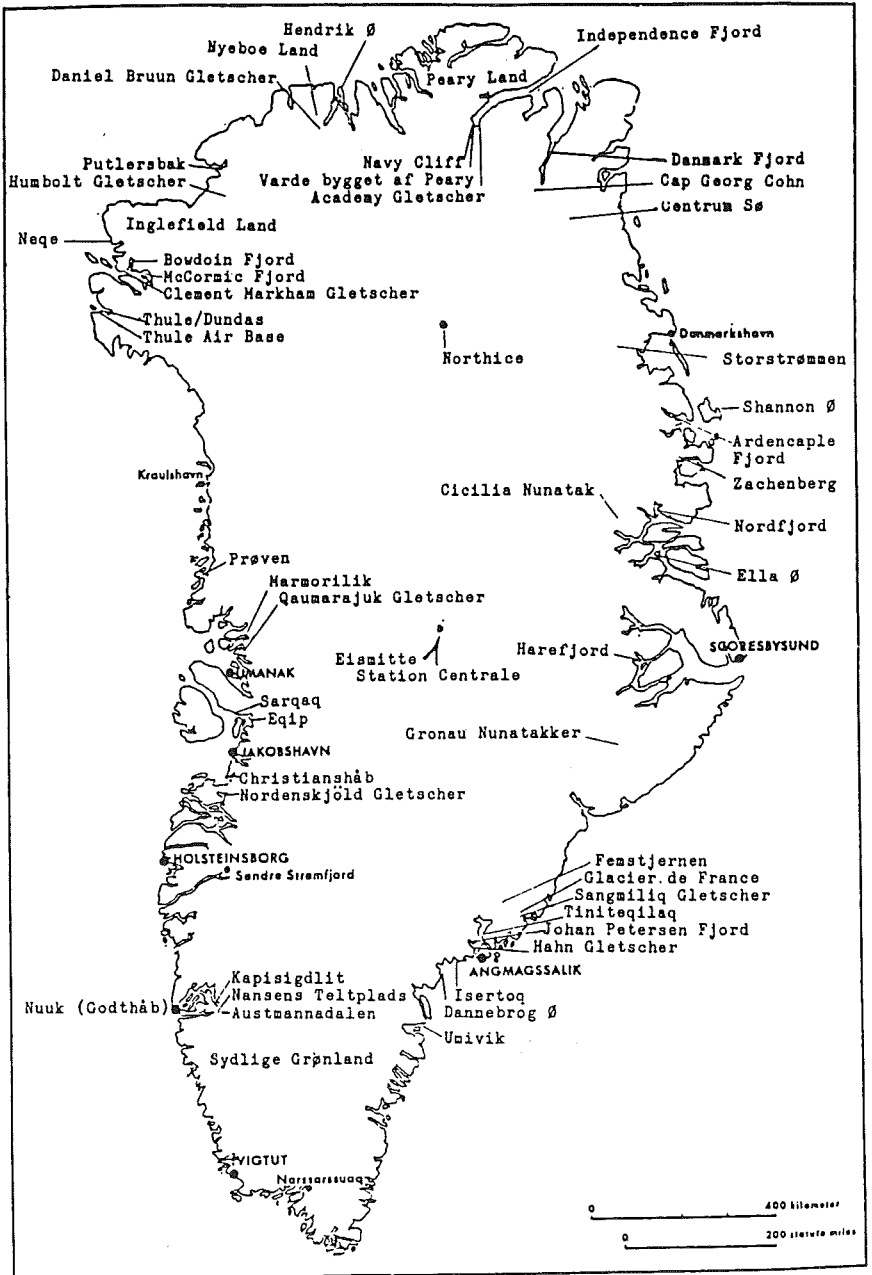 Hendrik Ø
Nyeboe Land
Independence Fjord
Daniel Bruun Gletscher
Peary Land
Putlersbak
Humbolt Gletscher
Navy Cliff
Varde bygget af Peary
Academy Gletscher
Danmark Fjord
Cap Georg Cohn
Centrum Sø
Inglefield Land
Neqe
Bowdoin Fjord
McCormic Fjord
Clement Markham Gletscher
Thule/Dundas
Thule Air Base
Northice
Danmarkshavn
Storstrømmen
Shannon Ø
Ardencaple
Fjord
Zachenberg
Kraulshavn
Cicilia Nunatak
Nordfjord
Prøven
Ella Ø
Marmorilik
Qaumarajuk Gletscher
Eismitte
Station Centrale
Harefjord
SCORESBYSUND
UMANAK
Sarqaq
Eqip
Gronau Nunatakker
JAKOBSHAVN
Christianshåb
Nordenskjöld Gletscher
HOLSTEINSBORG
Søndre Strømfjord
Femstjernen
Glacier.de France
Sangmiliq Gletscher
Tiniteqilaq
Johan Petersen Fjord
Hahn Gletscher
ANGMAGSSALIK
Kapisigdlit
Nansens Teltplads
Nuuk (Godthåb)
Austmannadalen
Isertoq
Dannebrog Ø
Umivik
Sydlige Grønland
IVIGTUT
Narssarssuaq
0 400 kilometer
0 200 statute miles